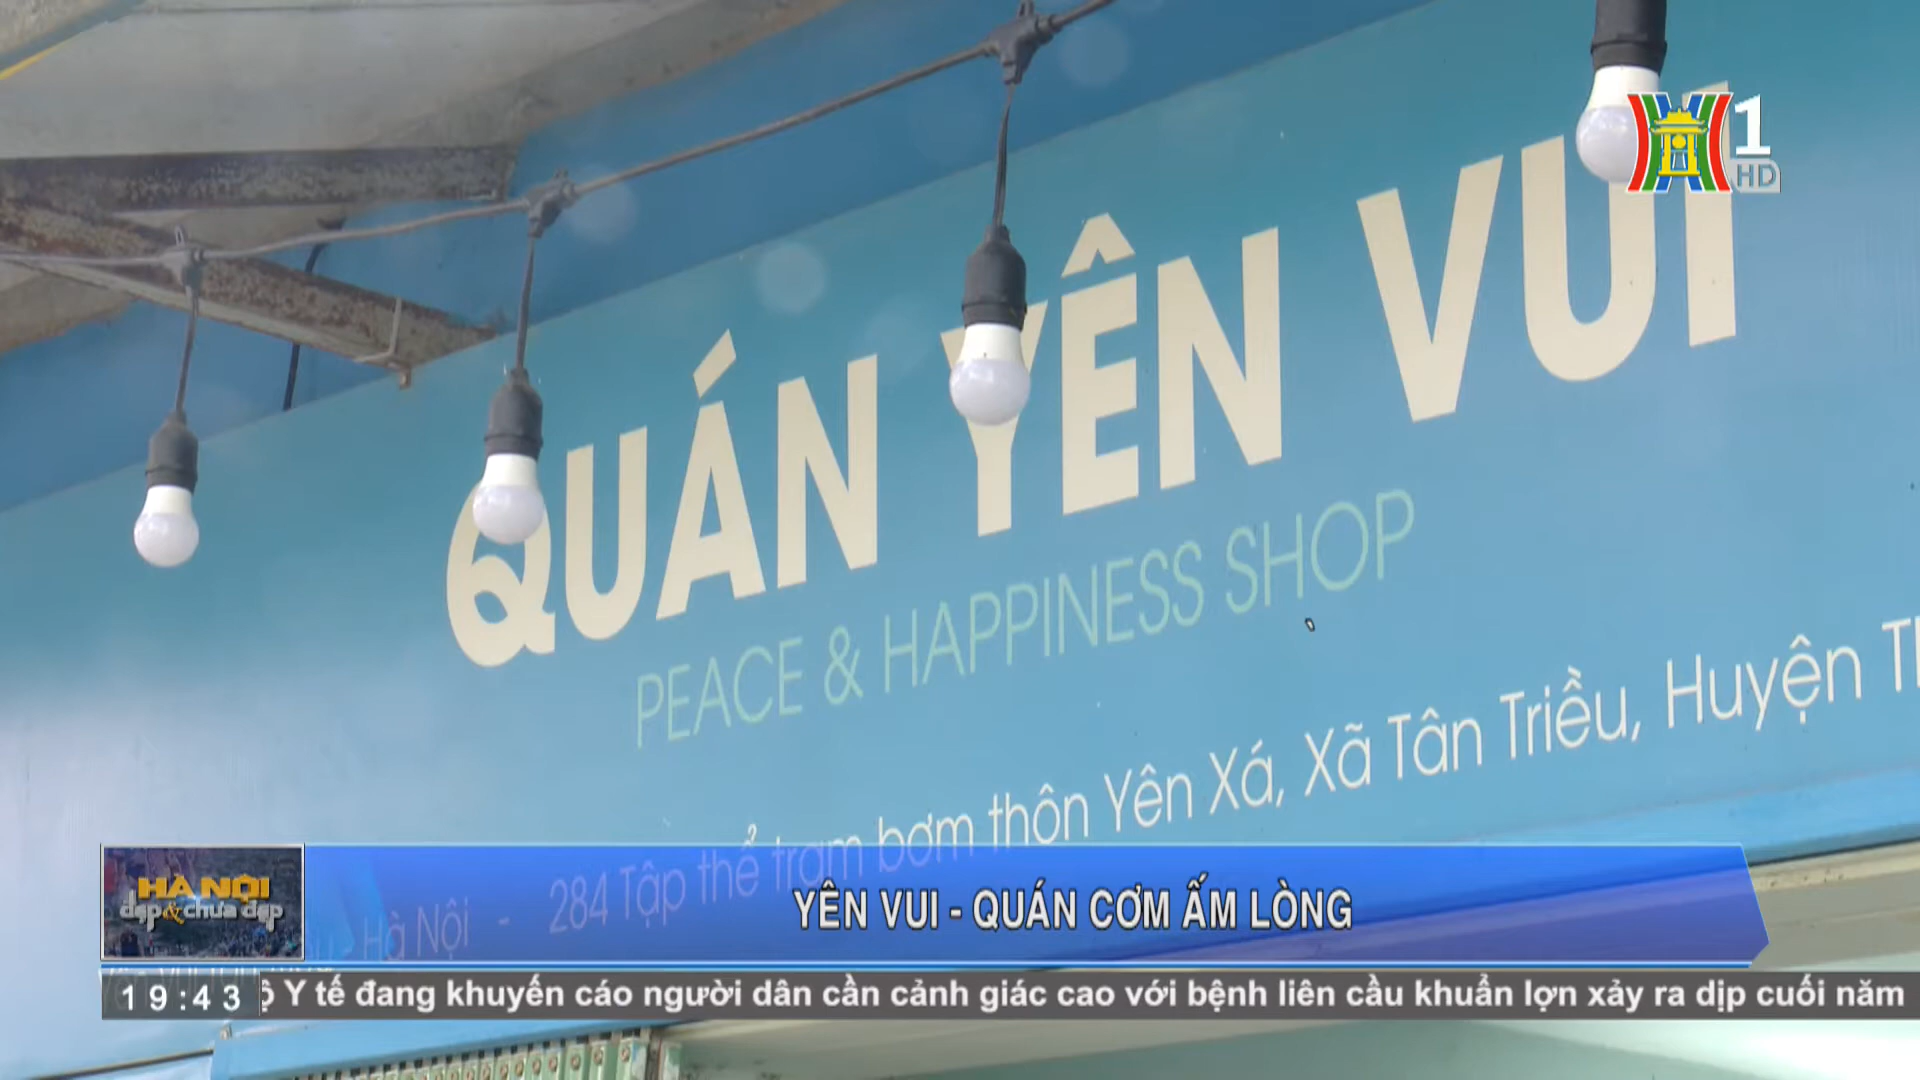 1
HD
QUÁN YÊN VUI
PEACE & HAPPINESS SHOP
Hà Nội - 284 Tập thể trạm bơm thôn Yên Xá, Xã Tân Triều, Huyện
HÀ NỘI
đẹp & chưa đẹp
YÊN VUI - QUÁN CƠM ẤM LÒNG
19:43
Y tế đang khuyến cáo người dân cần cảnh giác cao với bệnh liên cầu khuẩn lợn xảy ra dịp cuối năm